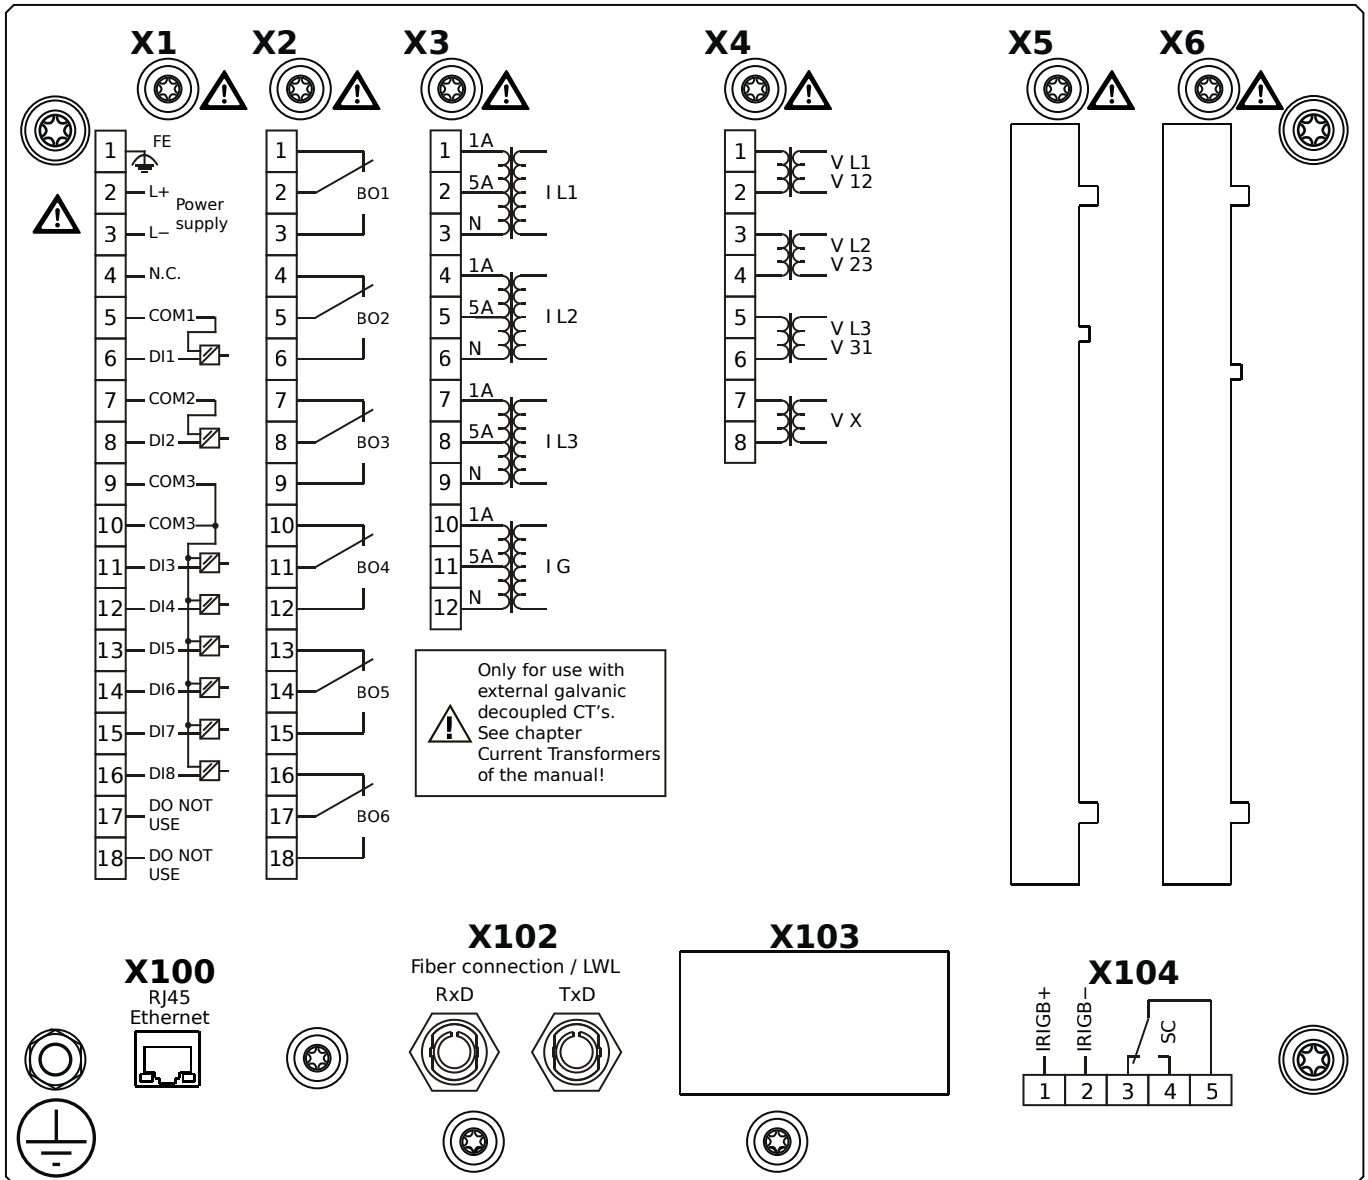 X1
X2
X3
X4
X5
X6
1
FE
2
L+
Power
supply
3
L−
4
N.C.
5
COM1
6
DI1
7
COM2
8
DI2
9
COM3
10
COM3
11
DI3
12
DI4
13
DI5
14
DI6
15
DI7
16
DI8
17
DO NOT
USE
18
DO NOT
USE
1
2
BO1
3
4
5
BO2
6
7
8
BO3
9
10
11
BO4
12
13
14
BO5
15
16
17
BO6
18
1
1A
2
5A
I L1
3
N
4
1A
5
5A
I L2
6
N
7
1A
8
5A
I L3
9
N
10
1A
11
5A
I G
12
N
Only for use with
external galvanic
decoupled CT's.
See chapter
Current Transformers
of the manual!
1
V L1
2
V 12
3
V L2
4
V 23
5
V L3
6
V 31
7
V X
8
X100
RJ45
Ethernet
X102
Fiber connection / LWL
RxD
TxD
X103
X104
IRIGB+
IRIGB−
SC
1
2
3
4
5